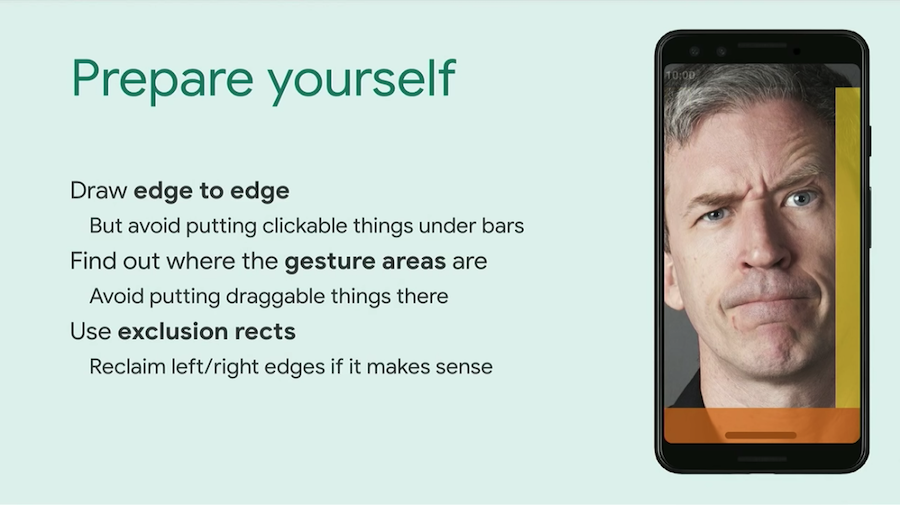 Prepare yourself
10:00
Draw edge to edge
But avoid putting clickable things under bars
Find out where the gesture areas are
Avoid putting draggable things there
Use exclusion rects
Reclaim left/right edges if it makes sense